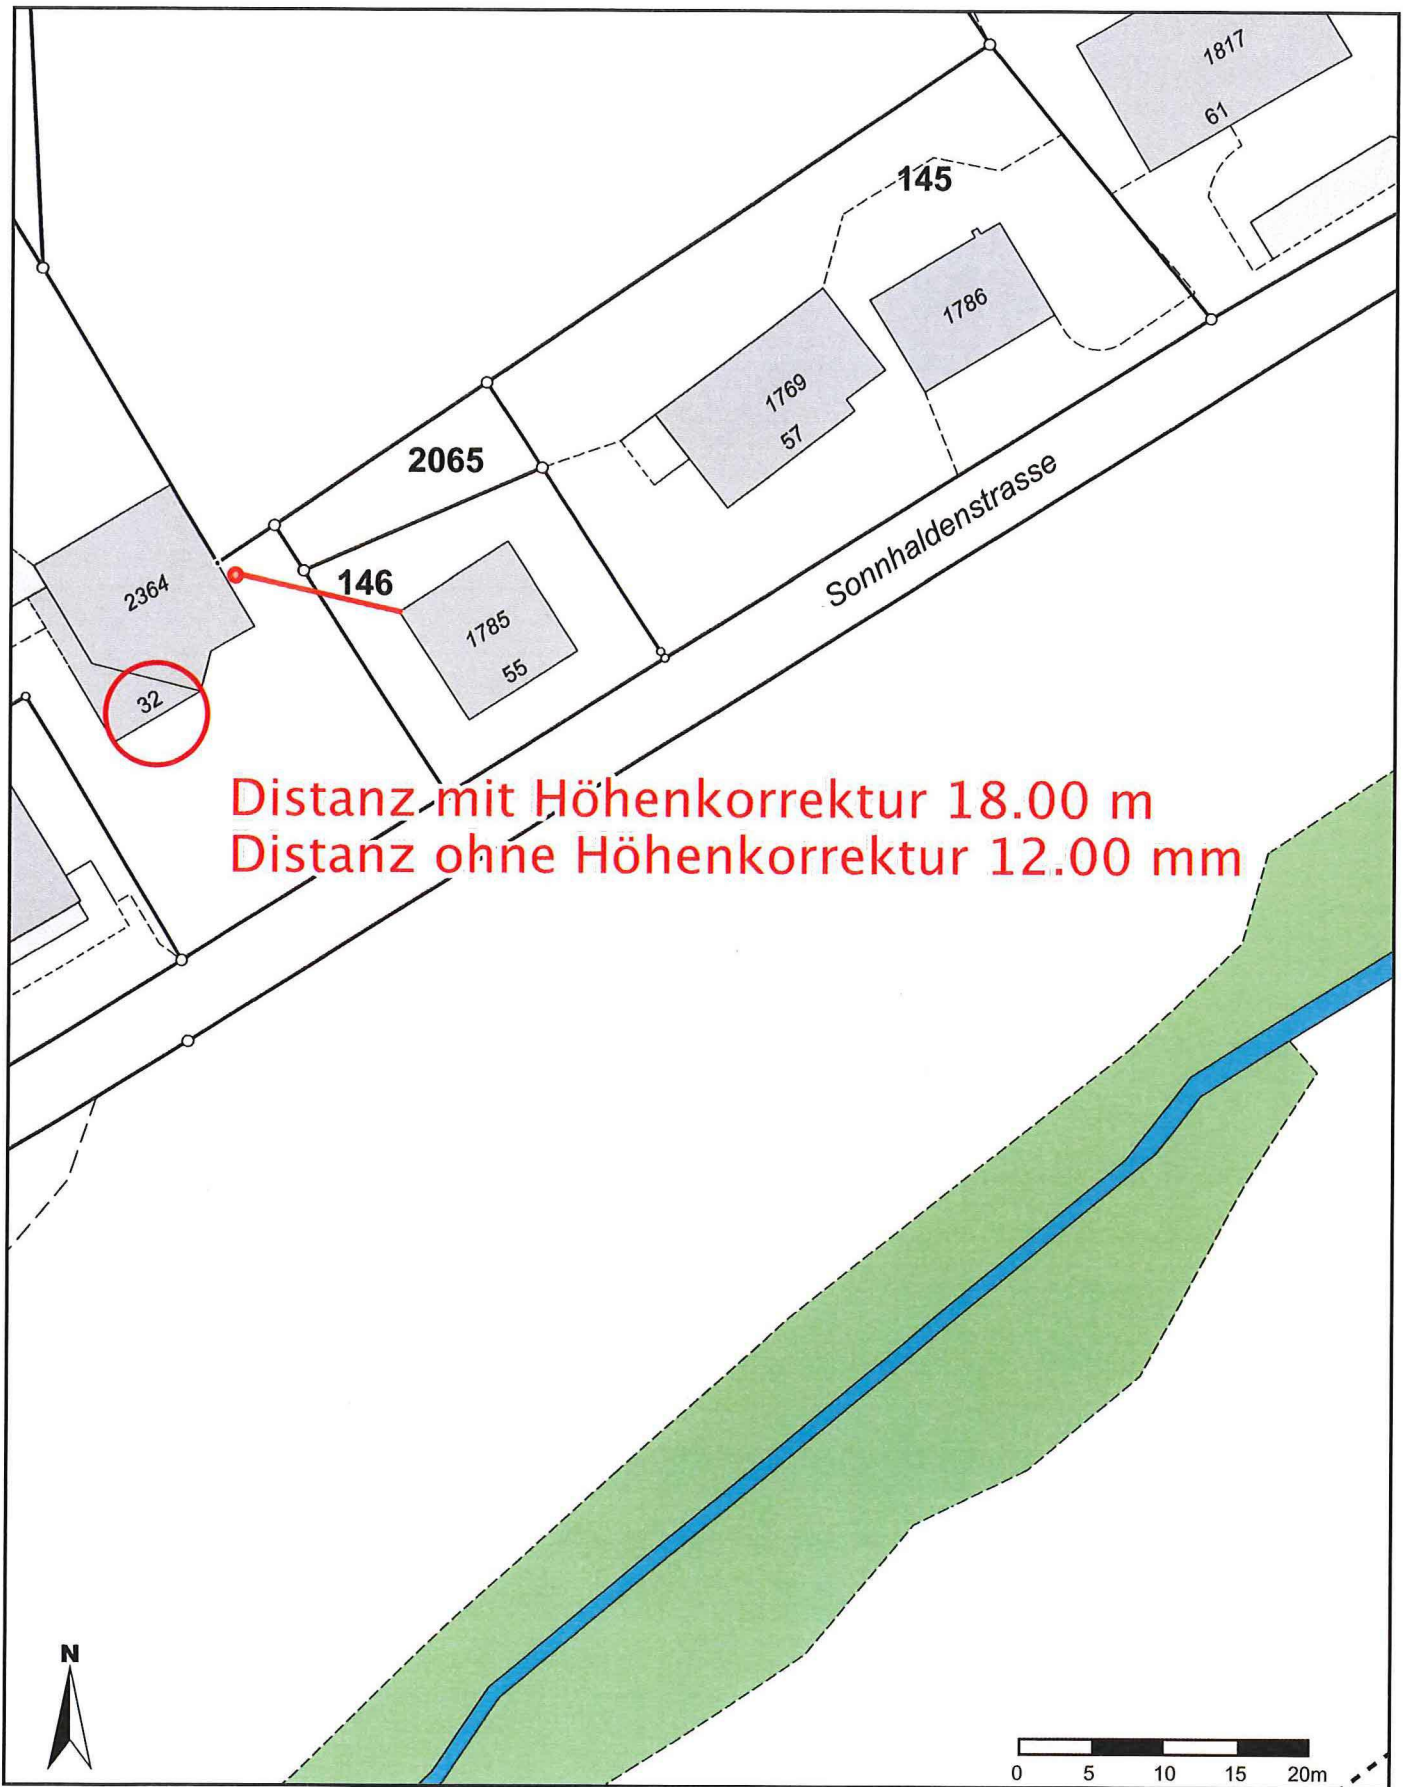 1817
61
145
1786
1769
57
2065
Sonnhaldenstrasse
146
2364
1785
55
32
Distanz mit Höhenkorrektur 18.00 m
Distanz ohne Höhenkorrektur 12.00 mm
N
0 5 10 15 20m